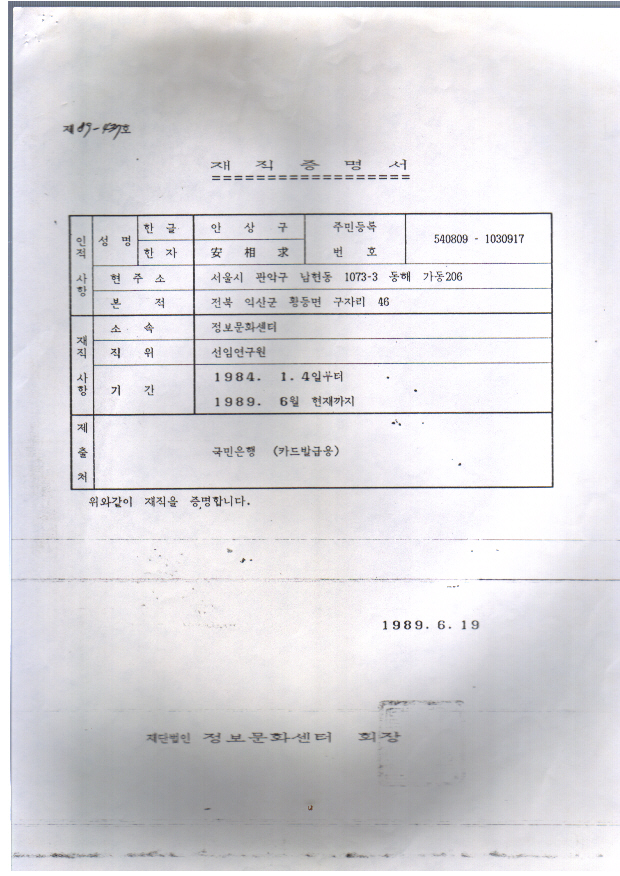 제 89-437호
재 직 증 명 서
==================
인적 사항 성 명 한 글 안 상 구 주민등록 번 호 540809 - 1030917
한 자 安 相 求
현 주 소 서울시 관악구 남현동 1073-3 동해 가동206
본 적 전북 익산군 황등면 구자리 46
재직 사항 소 속 정보문화센터
직 위 선임연구원
기 간 1984. 1. 4일부터
1989. 6월 현재까지
제 출 처 국민은행 (카드발급용)
위와같이 재직을 증명합니다.
1989. 6. 19
재단법인 정보문화센터 회장